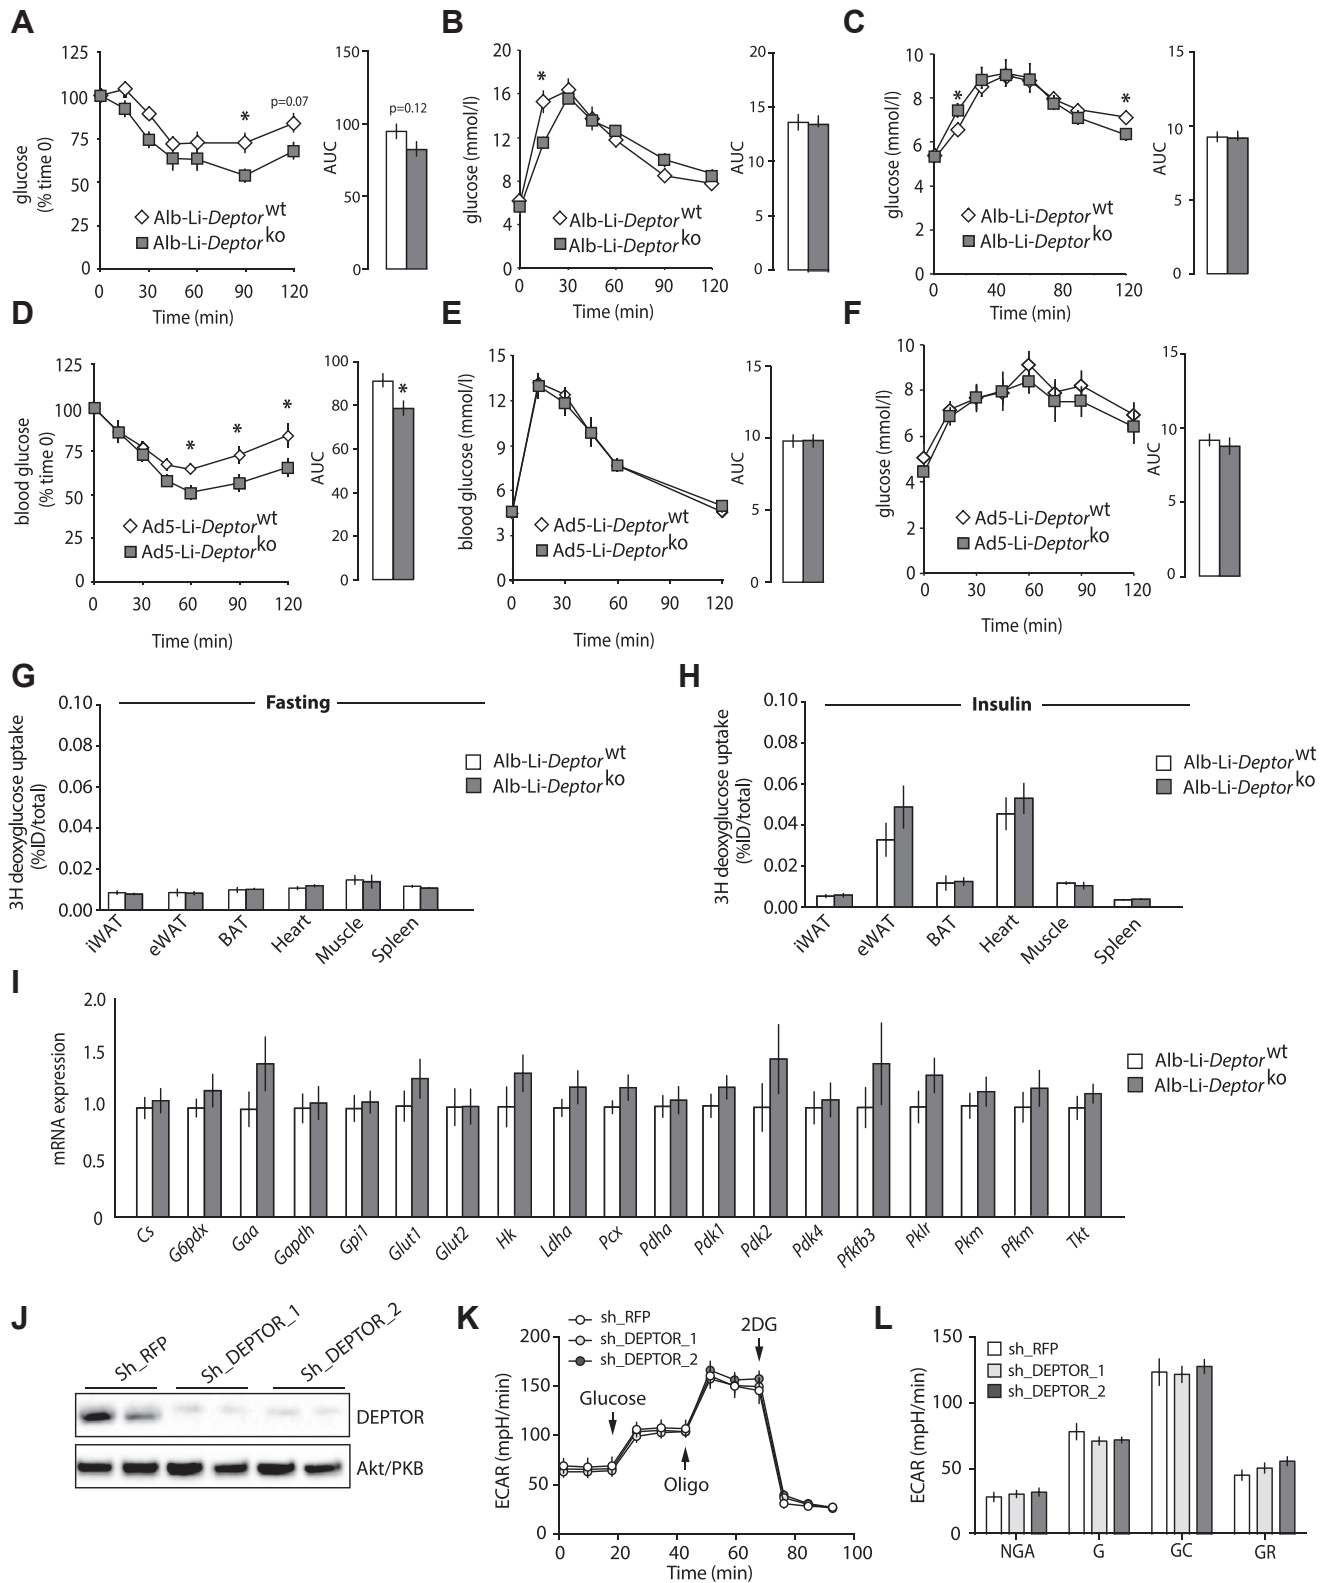 A
125
100
75
50
25
0
glucose
(% time 0)
*
p=0.07
Alb-Li-Deptor wt
Alb-Li-Deptor ko
0 30 60 90 120
Time (min)
150
100
50
0
AUC
p=0.12
B
20
16
12
8
4
0
glucose (mmol/l)
*
Alb-Li-Deptor wt
Alb-Li-Deptor ko
0 30 60 90 120
Time (min)
20
15
10
5
0
AUC
C
10
8
6
4
2
0
glucose (mmol/l)
*
*
Alb-Li-Deptor wt
Alb-Li-Deptor ko
0 40 80 120
Time (min)
15
10
5
0
AUC
D
125
100
75
50
25
0
blood glucose
(% time 0)
* * *
Ad5-Li-Deptor wt
Ad5-Li-Deptor ko
0 30 60 90 120
Time (min)
100
80
60
40
20
0
AUC
*
E
15
12
9
6
3
0
blood glucose (mmol/l)
Ad5-Li-Deptor wt
Ad5-Li-Deptor ko
0 30 60 90 120
Time (min)
15
10
5
0
AUC
F
10
8
6
4
2
0
glucose (mmol/l)
Ad5-Li-Deptor wt
Ad5-Li-Deptor ko
0 30 60 90 120
Time (min)
15
10
5
0
AUC
G
Fasting
0.10
0.08
0.06
0.04
0.02
0.00
3H deoxyglucose uptake
(%ID/total)
Alb-Li-Deptor wt
Alb-Li-Deptor ko
iWAT eWAT BAT Heart Muscle Spleen
H
Insulin
0.10
0.08
0.06
0.04
0.02
0.00
3H deoxyglucose uptake
(%ID/total)
Alb-Li-Deptor wt
Alb-Li-Deptor ko
iWAT eWAT BAT Heart Muscle Spleen
I
2.0
1.5
1.0
0.5
0
mRNA expression
Alb-Li-Deptor wt
Alb-Li-Deptor ko
Cs G6pdx Gaa Gapdh Gpi1 Glut1 Glut2 Hk Ldha Pcx Pdha Pdk1 Pdk2 Pdk4 Pfkfb3 Pklr Pkm Pfkm Tkt
J
Sh_RFP Sh_DEPTOR_1 Sh_DEPTOR_2
DEPTOR
Akt/PKB
K
sh_RFP
sh_DEPTOR_1
sh_DEPTOR_2
2DG
Glucose
Oligo
200
150
100
50
0
ECAR (mpH/min)
0 20 40 60 80 100
Time (min)
L
150
100
50
0
ECAR (mpH/min)
sh_RFP
sh_DEPTOR_1
sh_DEPTOR_2
NGA G GC GR